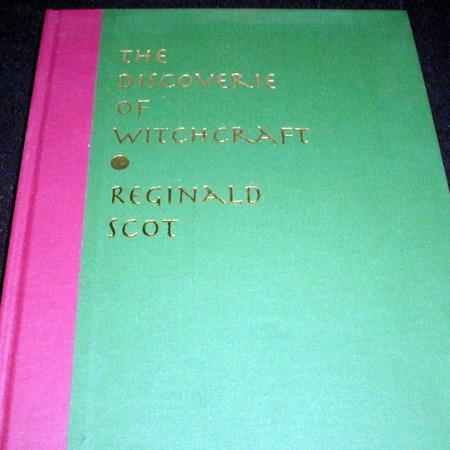 THE
DISCOVERIE
OF
WITCHCRAFT
REGINALD
SCOT